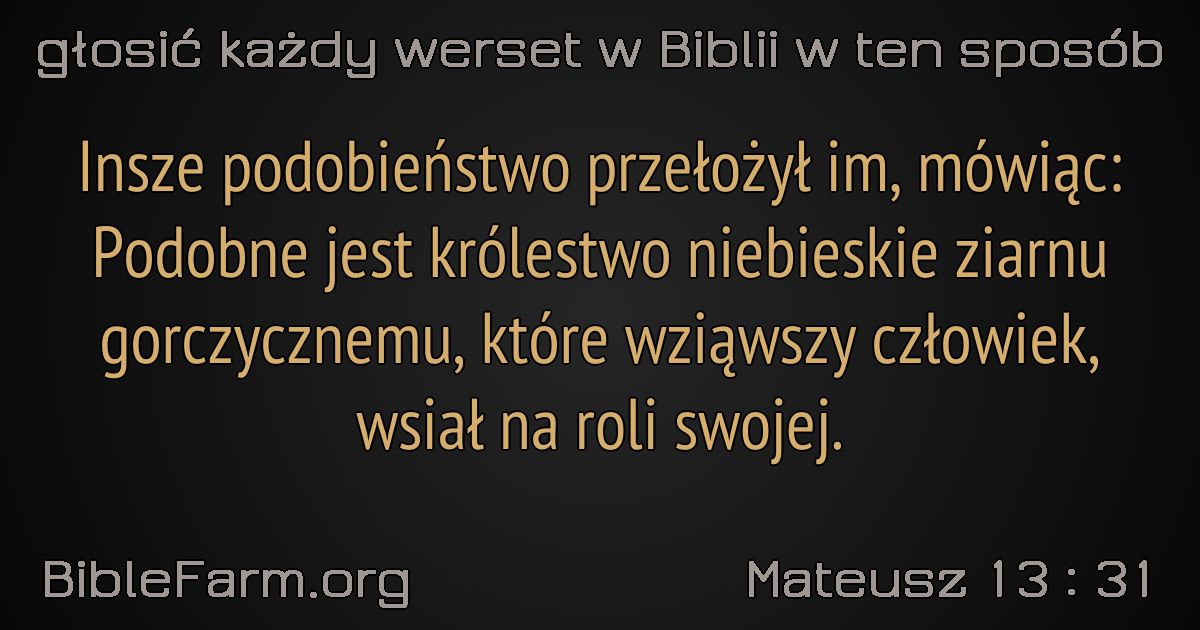 głosić każdy werset w Biblii w ten sposób
Insze podobieństwo przełożył im, mówiąc:
Podobne jest królestwo niebieskie ziarnu
gorczycznemu, które wziąwszy człowiek,
wsiał na roli swojej.
BibleFarm.org
Mateusz 13 : 31